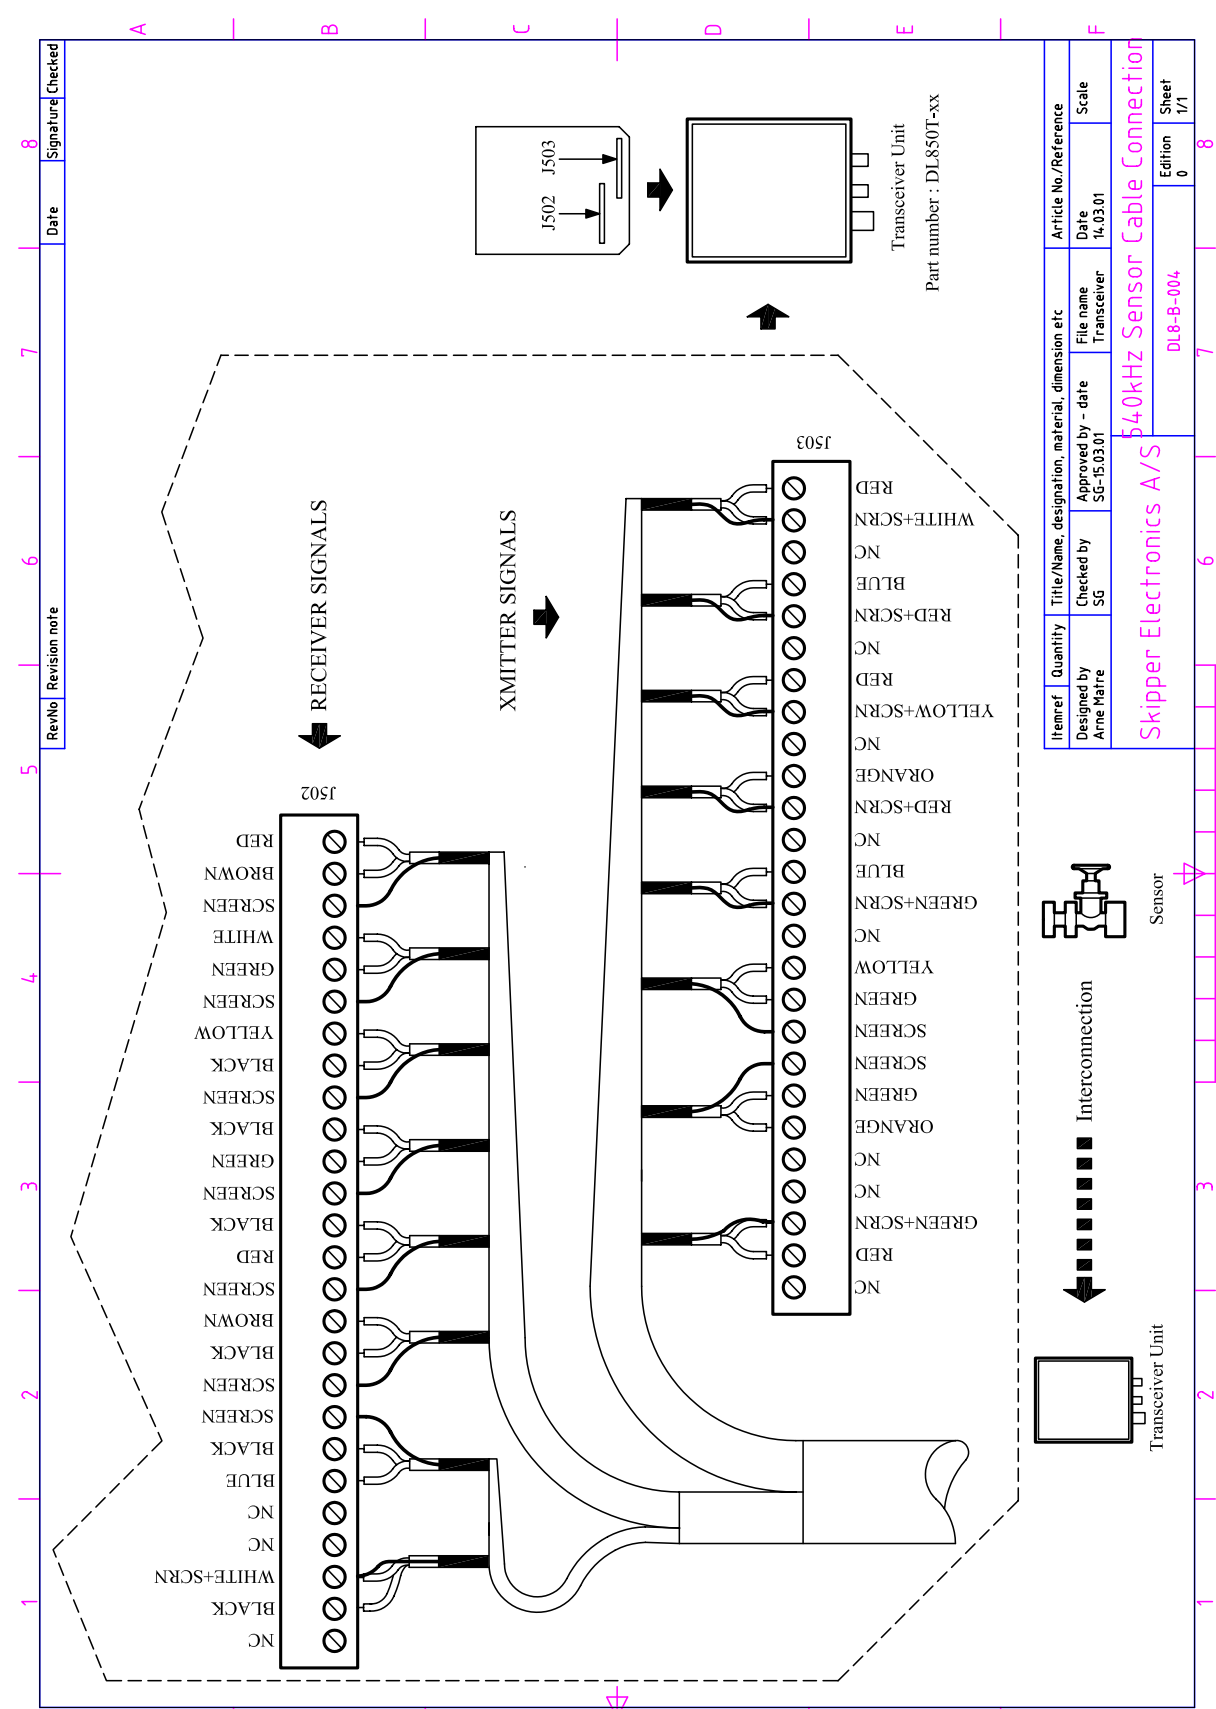 A
B
C
D
E
F
8
7
6
5
4
3
2
1
RevNo
Revision note
Date
Signature
Checked
J502
J503
Transceiver Unit
Part number : DL850T-xx
RECEIVER SIGNALS
XMITTER SIGNALS
J502
RED
BROWN
SCREEN
WHITE
GREEN
SCREEN
YELLOW
BLACK
SCREEN
BLACK
GREEN
SCREEN
BLACK
RED
SCREEN
BROWN
BLACK
SCREEN
SCREEN
BLACK
BLUE
NC
NC
WHITE+SCRN
BLACK
NC
J503
RED
WHITE+SCRN
NC
BLUE
RED+SCRN
NC
RED
YELLOW+SCRN
NC
ORANGE
RED+SCRN
NC
BLUE
GREEN+SCRN
NC
YELLOW
GREEN
SCREEN
SCREEN
GREEN
ORANGE
NC
NC
GREEN+SCRN
RED
NC
Transceiver Unit
Interconnection
Sensor
Itemref
Quantity
Title/Name, designation, material, dimension etc
Article No./Reference
Designed by
Arne Matre
Checked by
SG
Approved by - date
SG-15.03.01
File name
Transceiver
Date
14.03.01
Scale
Skipper Electronics A/S
540kHz Sensor Cable Connection
DL8-B-004
Edition
0
Sheet
1/1
1
2
3
6
7
8